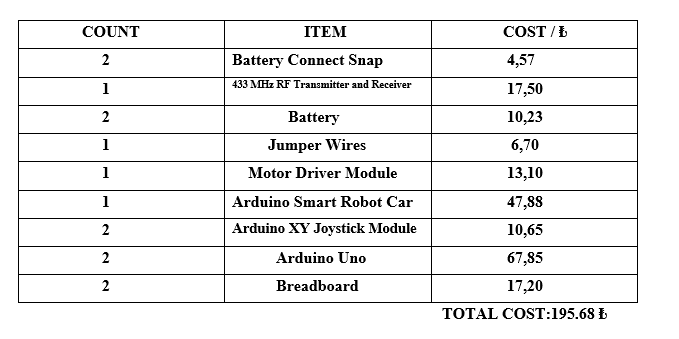 COUNT ITEM COST / ₺
2 Battery Connect Snap 4,57
1 433 MHz RF Transmitter and Receiver 17,50
2 Battery 10,23
1 Jumper Wires 6,70
1 Motor Driver Module 13,10
1 Arduino Smart Robot Car 47,88
2 Arduino XY Joystick Module 10,65
2 Arduino Uno 67,85
2 Breadboard 17,20
TOTAL COST:195.68 ₺